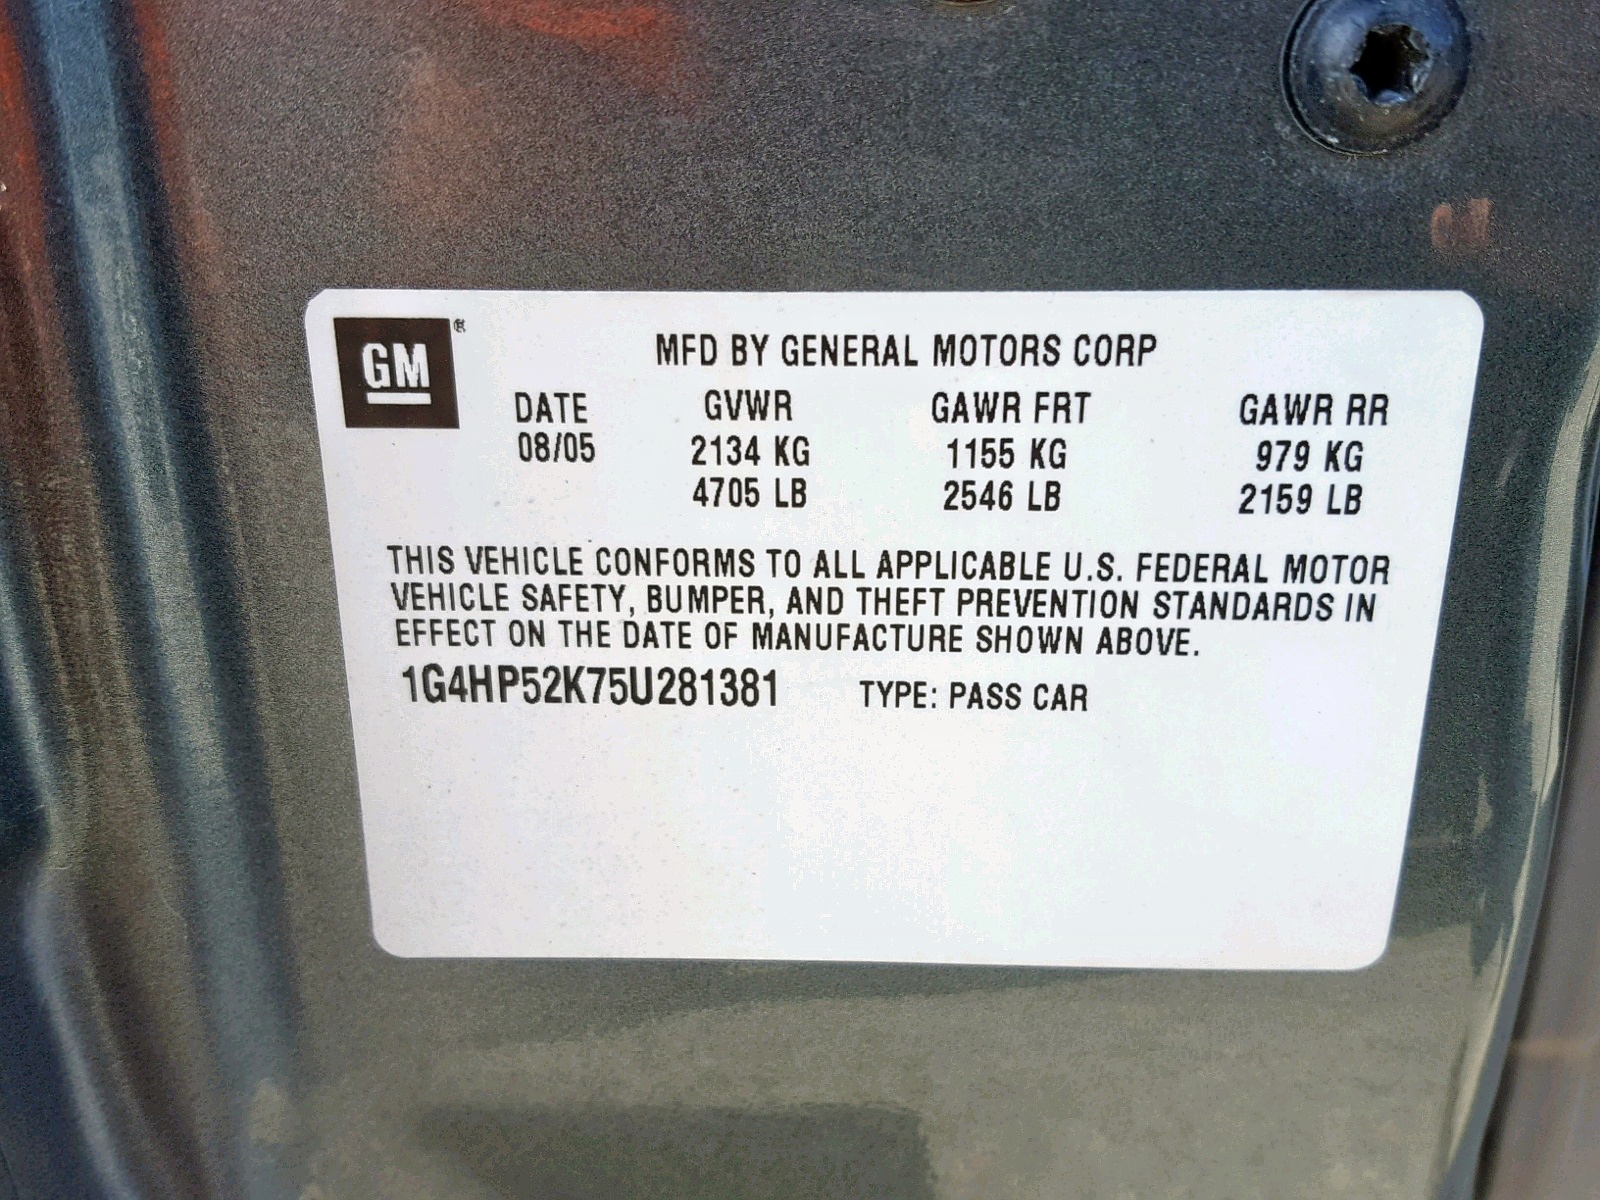 GM®
MFD BY GENERAL MOTORS CORP
DATE GVWR GAWR FRT GAWR RR
08/05 2134 KG 1155 KG 979 KG
4705 LB 2546 LB 2159 LB
THIS VEHICLE CONFORMS TO ALL APPLICABLE U.S. FEDERAL MOTOR
VEHICLE SAFETY, BUMPER, AND THEFT PREVENTION STANDARDS IN
EFFECT ON THE DATE OF MANUFACTURE SHOWN ABOVE.
1G4HP52K75U281381 TYPE: PASS CAR